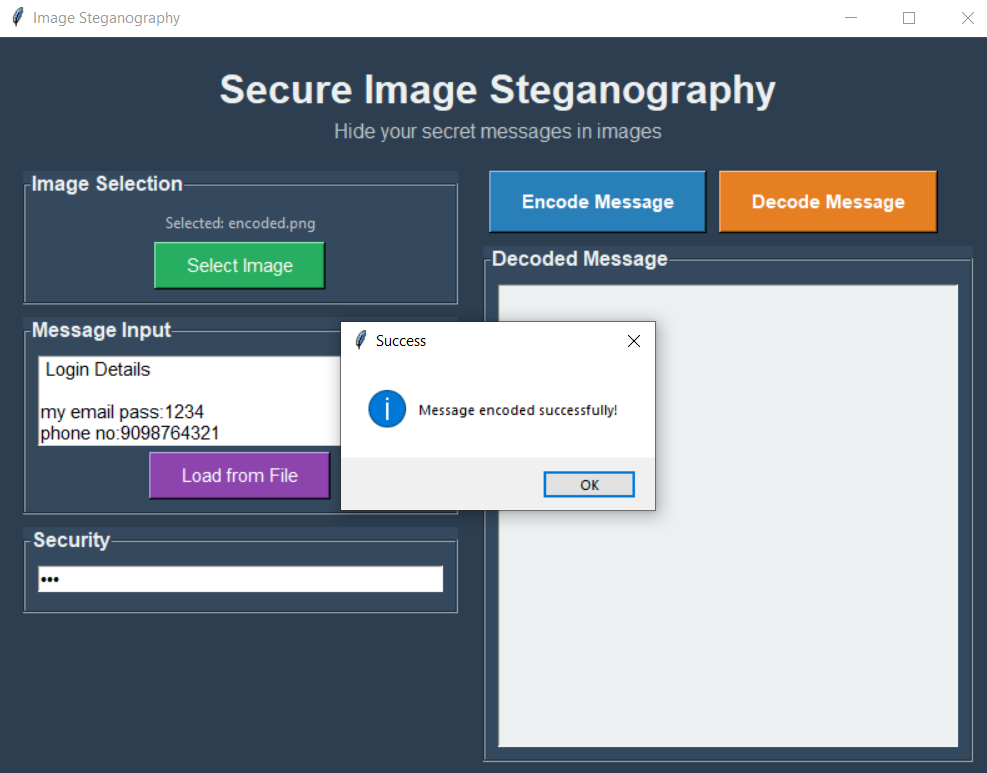 Image Steganography
Secure Image Steganography
Hide your secret messages in images
Image Selection
Selected: encoded.png
Select Image
Message Input
Login Details
my email pass:1234
phone no:9098764321
Load from File
Security
•••
Encode Message
Decode Message
Decoded Message
Success
Message encoded successfully!
OK